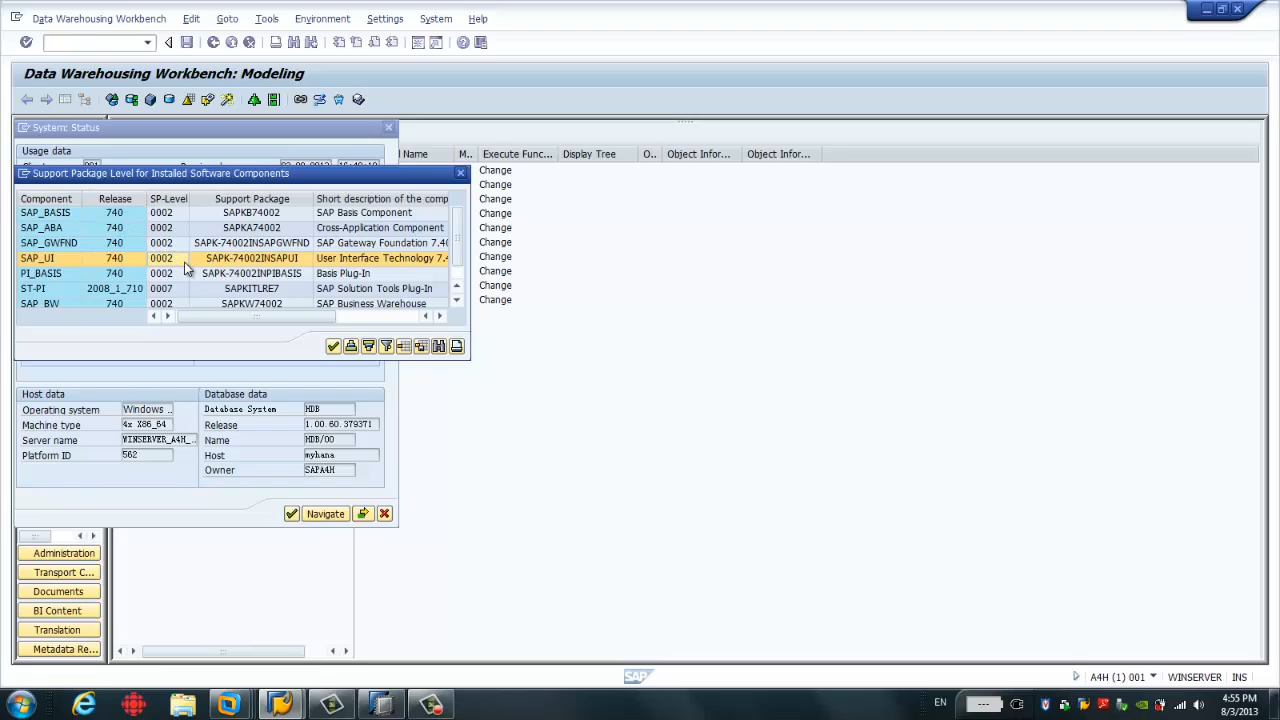 Data Warehousing Workbench Edit Goto Tools Environment Settings System Help
Data Warehousing Workbench: Modeling
System: Status
Usage data
Name M.. Execute Func... Display Tree O.. Object Infor... Object Infor...
Support Package Level for Installed Software Components
Component Release SP-Level Support Package Short description of the comp
SAP_BASIS 740 0002 SAPKB74002 SAP Basis Component
SAP_ABA 740 0002 SAPKA74002 Cross-Application Component
SAP_GWFND 740 0002 SAPK-74002INSAPGWFND SAP Gateway Foundation 7.40
SAP_UI 740 0002 SAPK-74002INSAPUI User Interface Technology 7.4
PI_BASIS 740 0002 SAPK-74002INPIBASIS Basis Plug-In
ST-PI 2008_1_710 0007 SAPKITLRE7 SAP Solution Tools Plug-In
SAP_BW 740 0002 SAPKW74002 SAP Business Warehouse
Change
Change
Change
Change
Change
Change
Change
Change
Change
Change
Host data Database data
Operating system Windows .. Database System HDB
Machine type 4x X86_64 Release 1.00.60.379371
Server name WINSERVER_A4H_.. Name HDB/00
Platform ID 562 Host myhana
Owner SAPA4H
Navigate
Administration
Transport C...
Documents
BI Content
Translation
Metadata Re...
SAP
A4H (1) 001 WINSERVER INS
EN
4:55 PM
8/3/2013